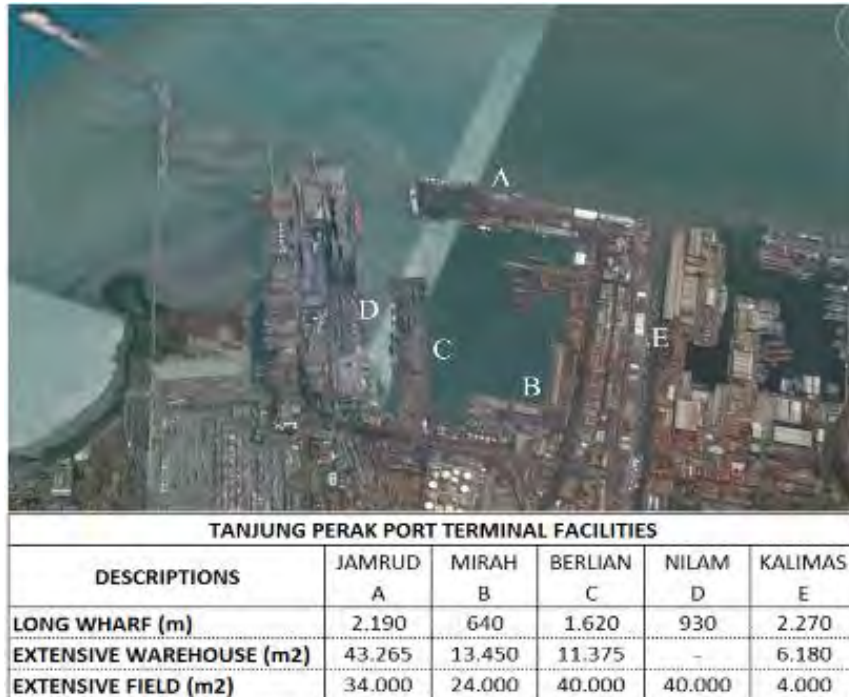 A
D
C
E
B
TANJUNG PERAK PORT TERMINAL FACILITIES
DESCRIPTIONS
JAMRUD MIRAH BERLIAN NILAM KALIMAS
A B C D E
LONG WHARF (m) 2.190 640 1.620 930 2.270
EXTENSIVE WAREHOUSE (m2) 43.265 13.450 11.375 - 6.180
EXTENSIVE FIELD (m2) 34.000 24.000 40.000 40.000 4.000